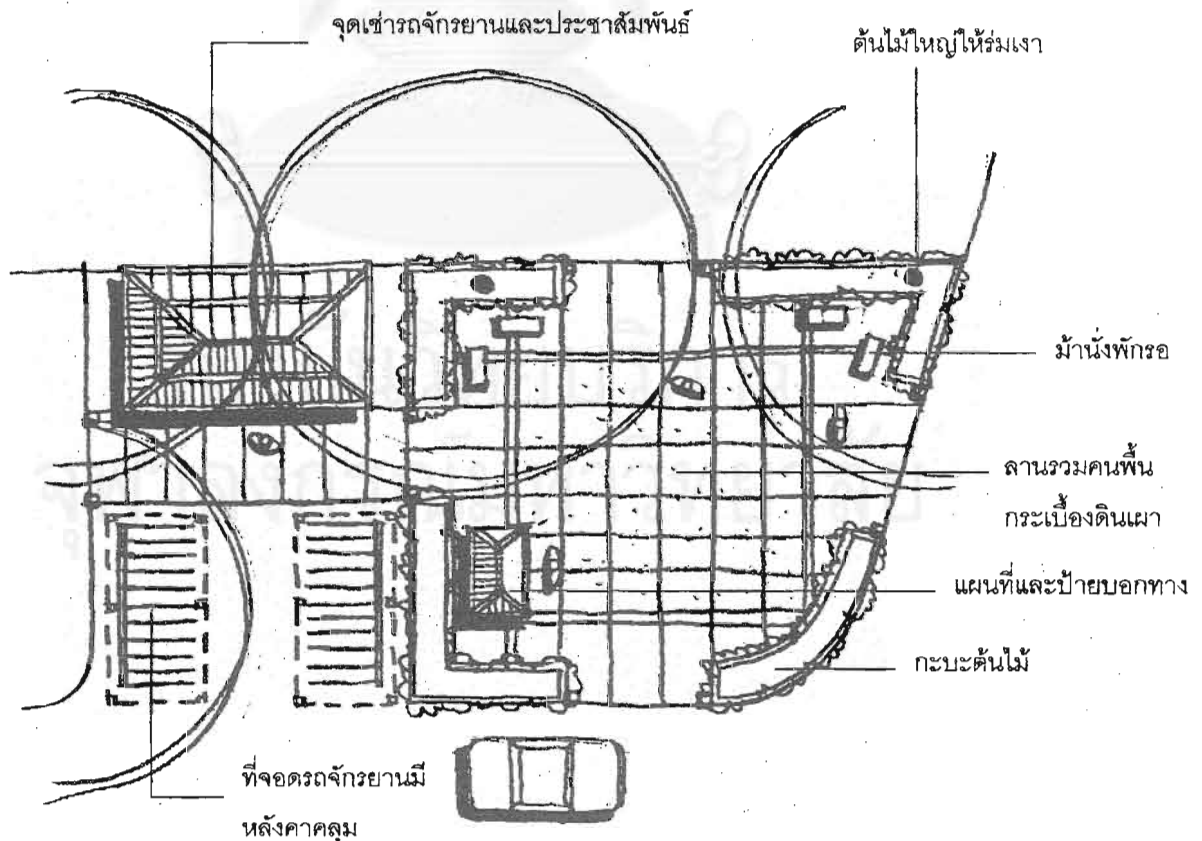 จุดเช่ารถจักรยานและประชาสัมพันธ์
ต้นไม้ใหญ่ให้ร่มเงา
ม้านั่งพักรอ
ลานรวมคนพื้น
กระเบื้องดินเผา
แผนที่และป้ายบอกทาง
กะบะต้นไม้
ที่จอดรถจักรยานมี
หลังคาคลุม